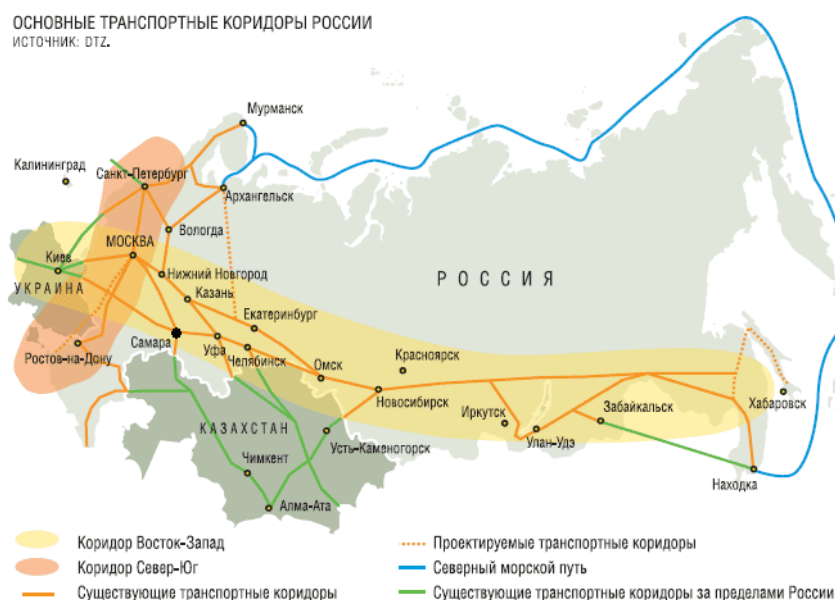 ОСНОВНЫЕ ТРАНСПОРТНЫЕ КОРИДОРЫ РОССИИ
ИСТОЧНИК: DTZ.
Мурманск
Калининград
Санкт-Петербург
Архангельск
Вологда
МОСКВА
Киев
УКРАИНА
Нижний Новгород
Казань
РОССИЯ
Екатеринбург
Ростов-на-Дону
Самара
Уфа
Челябинск
Омск
Красноярск
Новосибирск
Иркутск
Забайкальск
Хабаровск
Улан-Удэ
КАЗАХСТАН
Усть-Каменогорск
Чимкент
Находка
Алма-Ата
Коридор Восток-Запад
Коридор Север-Юг
Существующие транспортные коридоры
Проектируемые транспортные коридоры
Северный морской путь
Существующие транспортные коридоры за пределами России